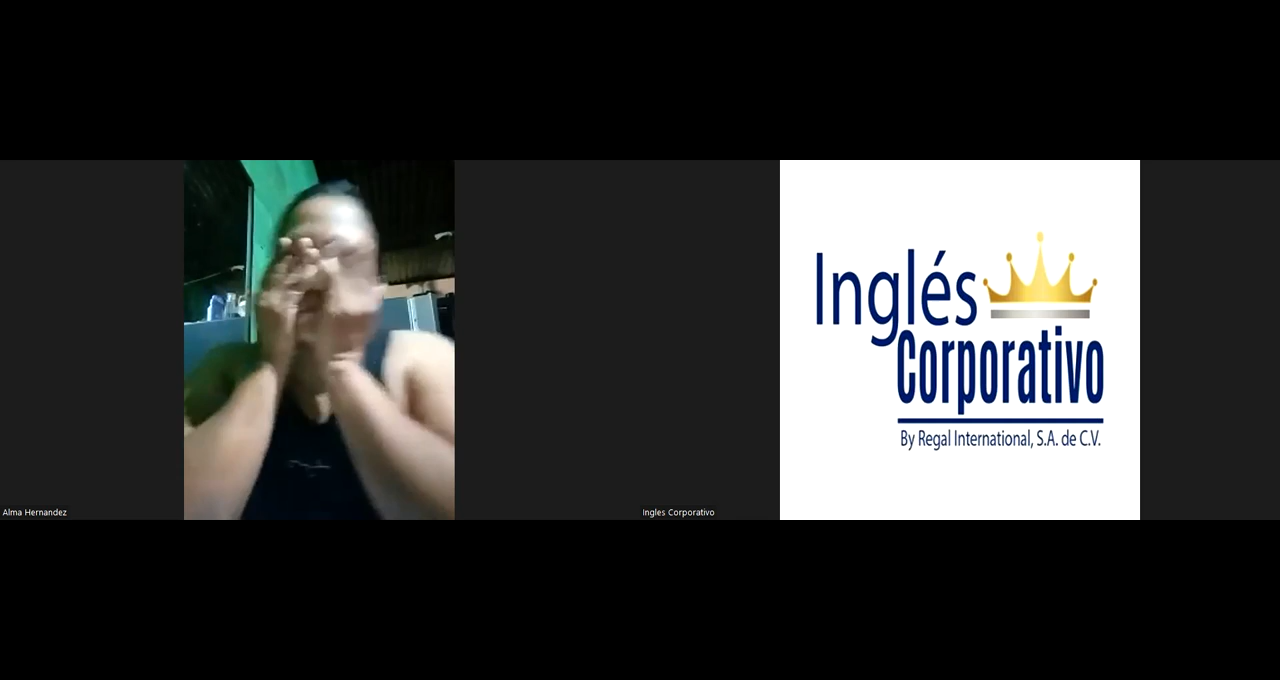 Inglés
Corporativo
By Regal International, S.A. de C.V.
Alma Hernandez
Ingles Corporativo